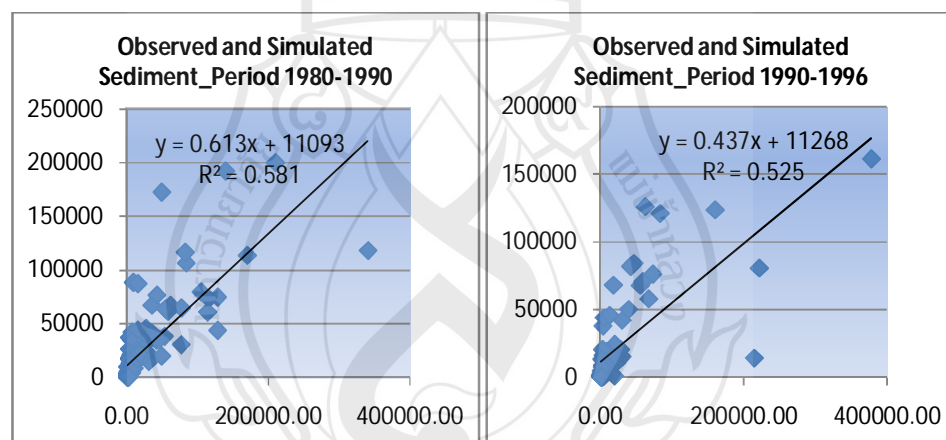 Observed and Simulated
Sediment_Period 1980-1990
250000
200000
150000
100000
50000
0
y = 0.613x + 11093
R² = 0.581
0.00
200000.00
400000.00
Observed and Simulated
Sediment_Period 1990-1996
200000
150000
100000
50000
0
y = 0.437x + 11268
R² = 0.525
0.00
200000.00
400000.00